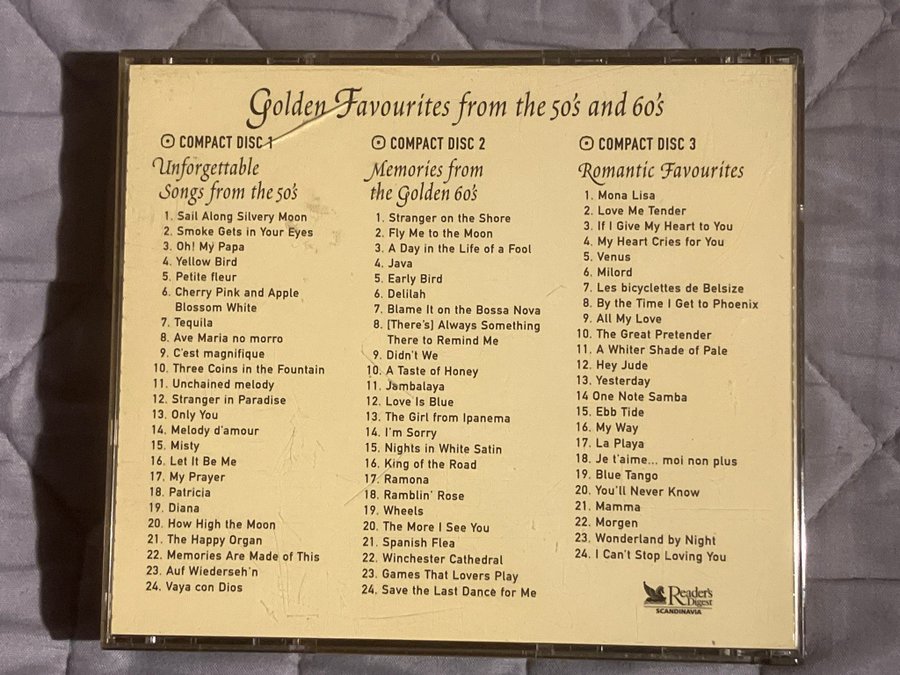 Golden Favourites from the 50's and 60's
COMPACT DISC 1
Unforgettable
Songs from the 50's
1. Sail Along Silvery Moon
2. Smoke Gets in Your Eyes
3. Oh! My Papa
4. Yellow Bird
5. Petite fleur
6. Cherry Pink and Apple
Blossom White
7. Tequila
8. Ave Maria no morro
9. C'est magnifique
10. Three Coins in the Fountain
11. Unchained melody
12. Stranger in Paradise
13. Only You
14. Melody d'amour
15. Misty
16. Let It Be Me
17. My Prayer
18. Patricia
19. Diana
20. How High the Moon
21. The Happy Organ
22. Memories Are Made of This
23. Auf Wiederseh'n
24. Vaya con Dios
COMPACT DISC 2
Memories from
the Golden 60's
1. Stranger on the Shore
2. Fly Me to the Moon
3. A Day in the Life of a Fool
4. Java
5. Early Bird
6. Delilah
7. Blame It on the Bossa Nova
8. [There's] Always Something
There to Remind Me
9. Didn't We
10. A Taste of Honey
11. Jambalaya
12. Love Is Blue
13. The Girl from Ipanema
14. I'm Sorry
15. Nights in White Satin
16. King of the Road
17. Ramona
18. Ramblin' Rose
19. Wheels
20. The More I See You
21. Spanish Flea
22. Winchester Cathedral
23. Games That Lovers Play
24. Save the Last Dance for Me
COMPACT DISC 3
Romantic Favourites
1. Mona Lisa
2. Love Me Tender
3. If I Give My Heart to You
4. My Heart Cries for You
5. Venus
6. Milord
7. Les bicyclettes de Belsize
8. By the Time I Get to Phoenix
9. All My Love
10. The Great Pretender
11. A Whiter Shade of Pale
12. Hey Jude
13. Yesterday
14 One Note Samba
15. Ebb Tide
16. My Way
17. La Playa
18. Je t'aime... moi non plus
19. Blue Tango
20. You'll Never Know
21. Mamma
22. Morgen
23. Wonderland by Night
24. I Can't Stop Loving You
Reader's
Digest
SCANDINAVIA